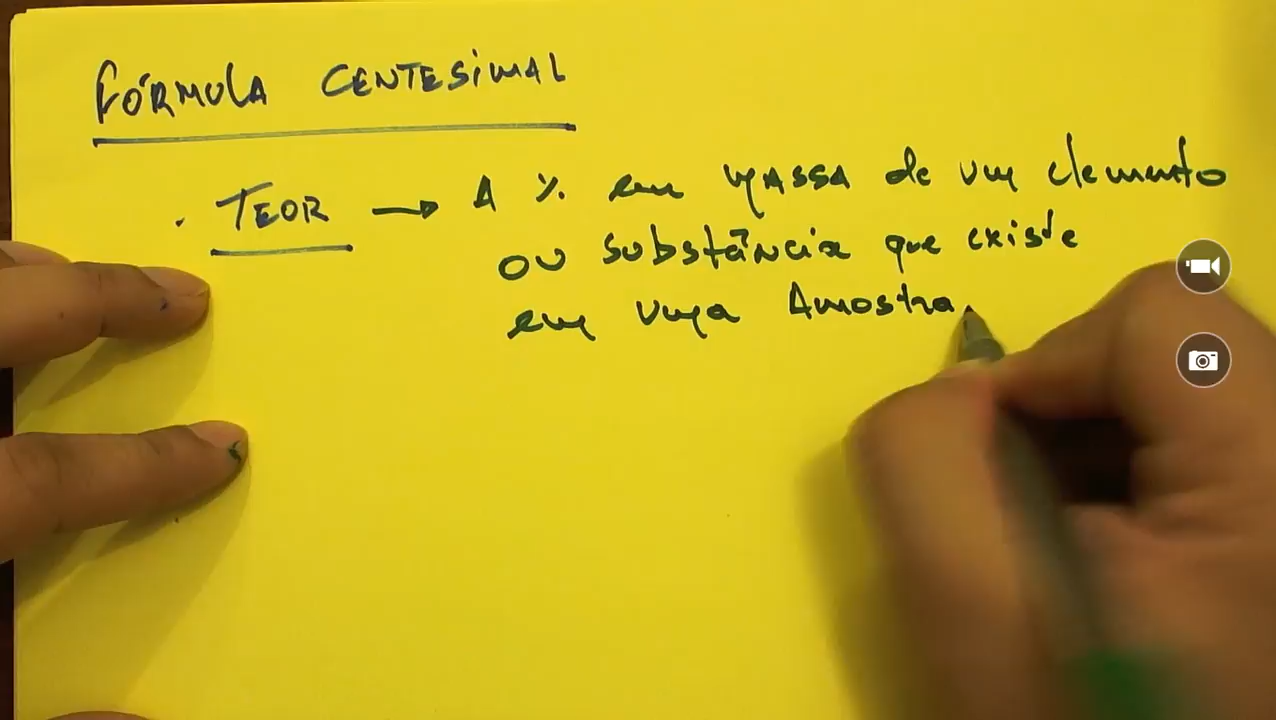 FÓRMULA CENTESIMAL
. TEOR → A % em MASSA de um elemento
ou substância que existe
em uma Amostra.